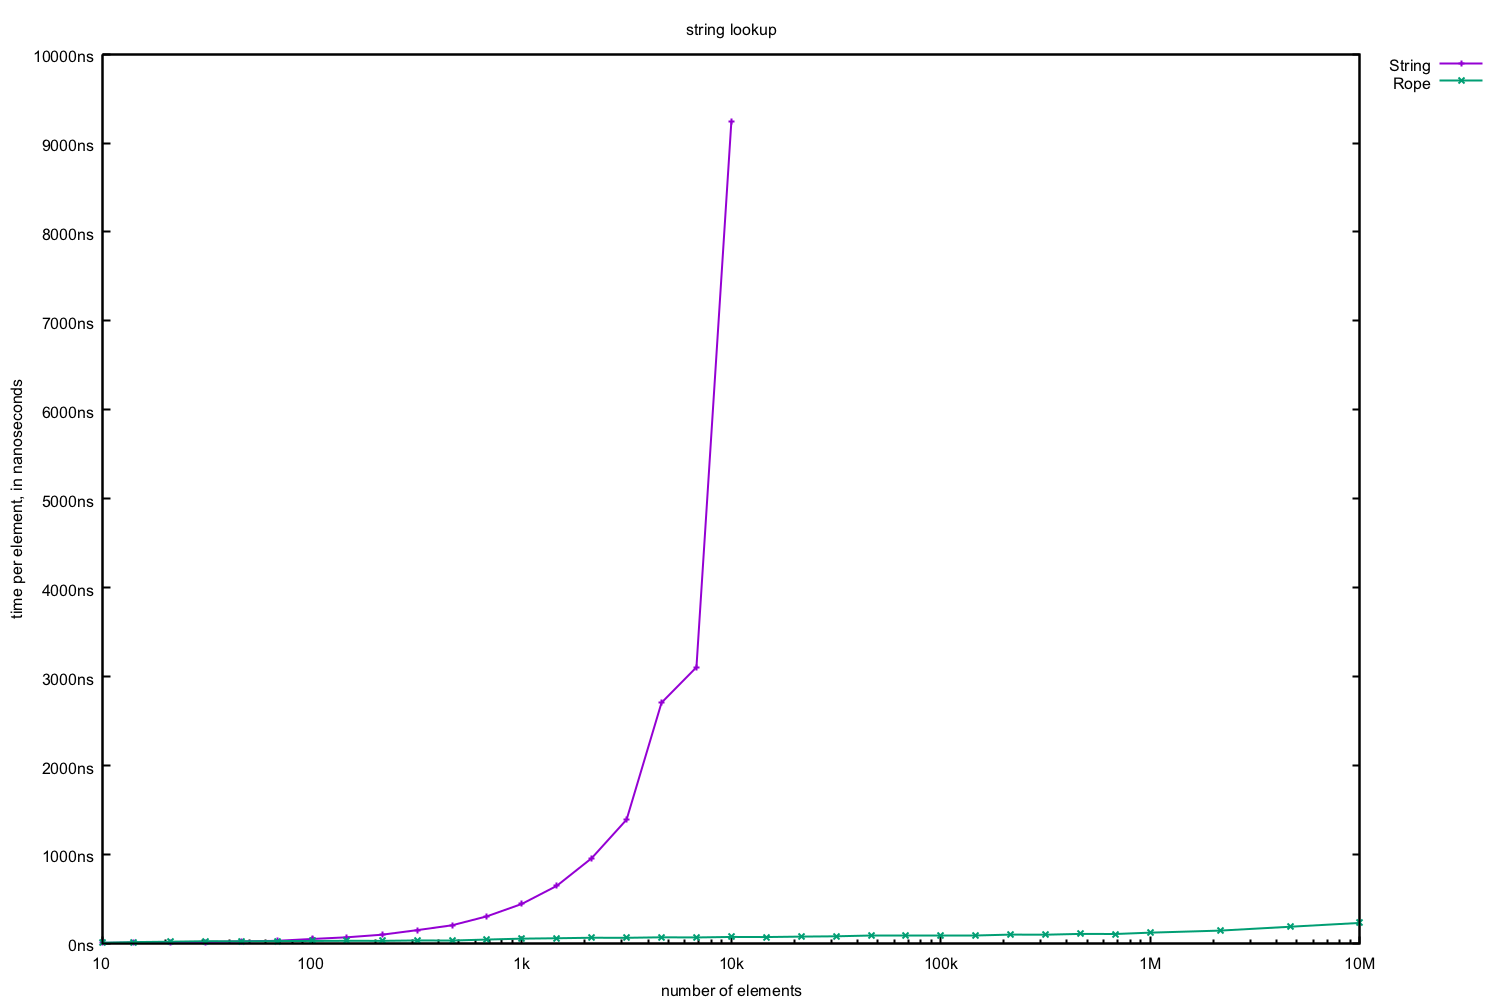 string lookup
10000ns
9000ns
8000ns
7000ns
6000ns
5000ns
4000ns
3000ns
2000ns
1000ns
0ns
time per element, in nanoseconds
10 100 1k 10k 100k 1M 10M
number of elements
String
Rope